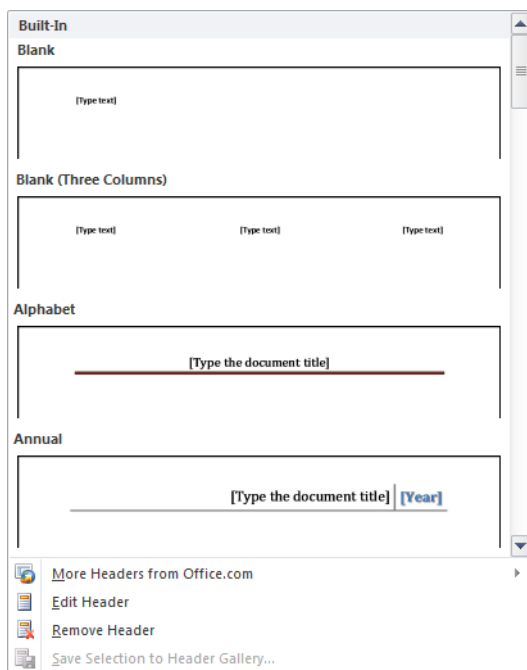 Built-In
Blank
[Type text]
Blank (Three Columns)
[Type text] [Type text] [Type text]
Alphabet
[Type the document title]
Annual
[Type the document title] [Year]
More Headers from Office.com
Edit Header
Remove Header
Save Selection to Header Gallery...